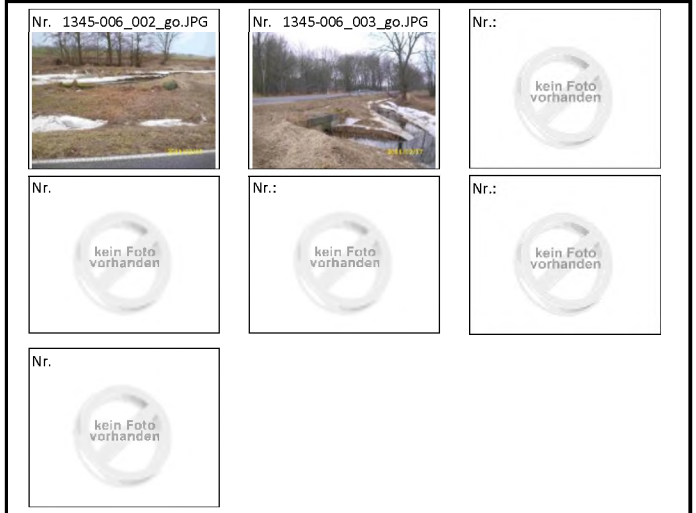 Nr. 1345-006_002_go.JPG
Nr. 1345-006_003_go.JPG
Nr.:
kein Foto
vorhanden
Nr.
kein Foto
vorhanden
Nr.:
kein Foto
vorhanden
Nr.:
kein Foto
vorhanden
Nr.
kein Foto
vorhanden